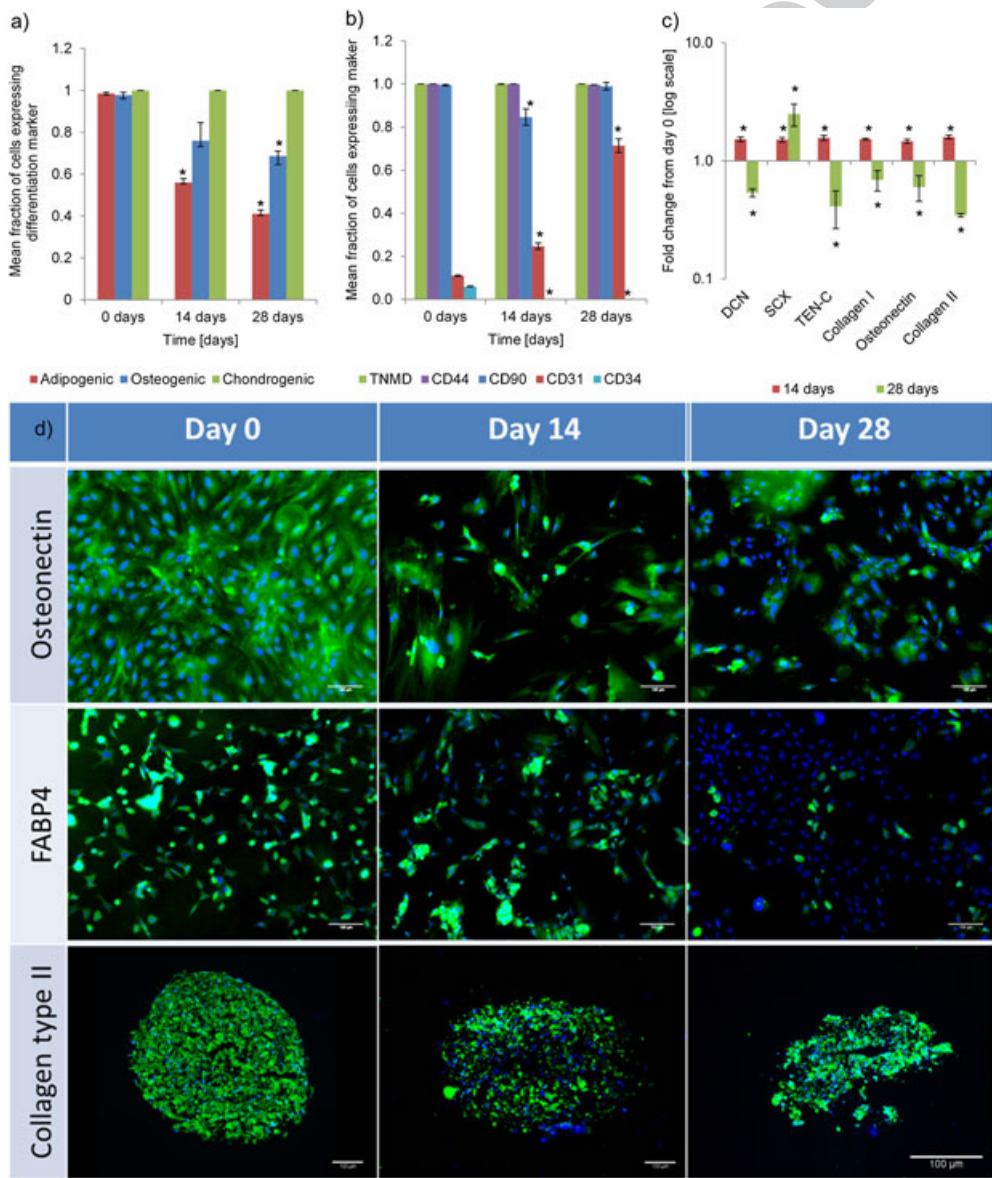 a)
Mean fraction of cells expressing
differentiation marker
1.2
1
0.8
0.6
0.4
0.2
0
*
*
*
0 days
14 days
28 days
Time [days]
Adipogenic
Osteogenic
Chondrogenic
b)
Mean fraction of cells expressiing maker
1.2
1.0
0.8
0.6
0.4
0.2
0.0
*
*
*
*
*
0 days
14 days
28 days
Time [days]
TNMD
CD44
CD90
CD31
CD34
c)
Fold change from day 0 [log scale]
10.0
1.0
0.1
*
*
*
*
*
*
*
*
*
*
*
*
DCN
SCX
TEN-C
Collagen I
Osteonectin
Collagen II
14 days
28 days
d)
Day 0
Day 14
Day 28
Osteonectin
FABP4
Collagen type II
100 µm